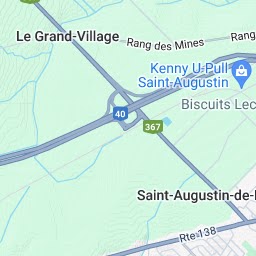 Le Grand-Village
Rang des Mines
Rang
Kenny U-Pull
Saint-Augustin
Biscuits Lec
40
367
Saint-Augustin-de-
Rte 138